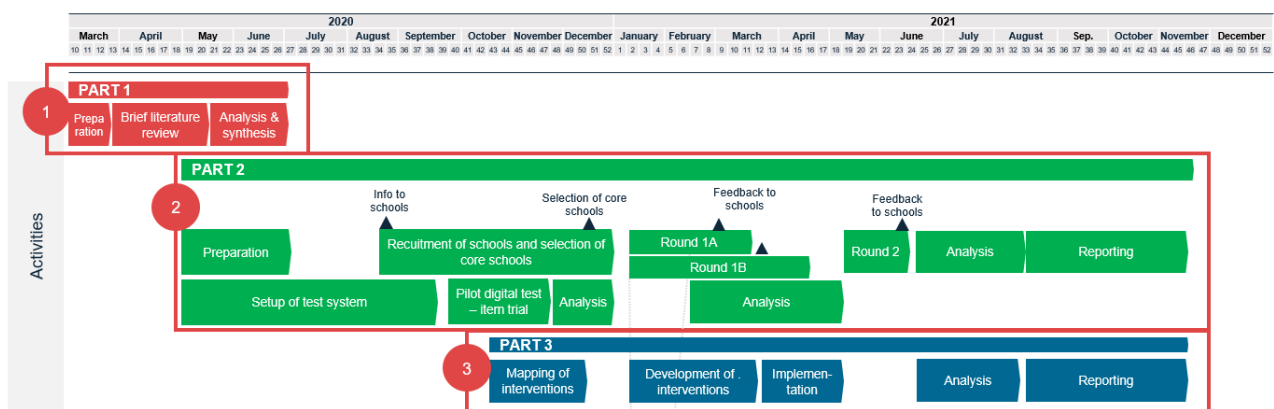 2020 2021
March April May June July August September October November December January February March April May June July August Sep. October November December
10 11 12 13 14 15 16 17 18 19 20 21 22 23 24 25 26 27 28 29 30 31 32 33 34 35 36 37 38 39 40 41 42 43 44 45 46 47 48 49 50 51 52 1 2 3 4 5 6 7 8 9 10 11 12 13 14 15 16 17 18 19 20 21 22 23 24 25 26 27 28 29 30 31 32 33 34 35 36 37 38 39 40 41 42 43 44 45 46 47 48 49 50 51 52
Activities
1
PART 1
Prepa
ration
Brief literature
review
Analysis &
synthesis
2
PART 2
Info to
schools
Selection of core
schools
Feedback to
schools
Feedback
to schools
Preparation
Recuitment of schools and selection of
core schools
Round 1A
Round 1B
Round 2
Analysis
Reporting
Setup of test system
Pilot digital test
– item trial
Analysis
Analysis
3
PART 3
Mapping of
interventions
Development of .
interventions
Implemen-
tation
Analysis
Reporting